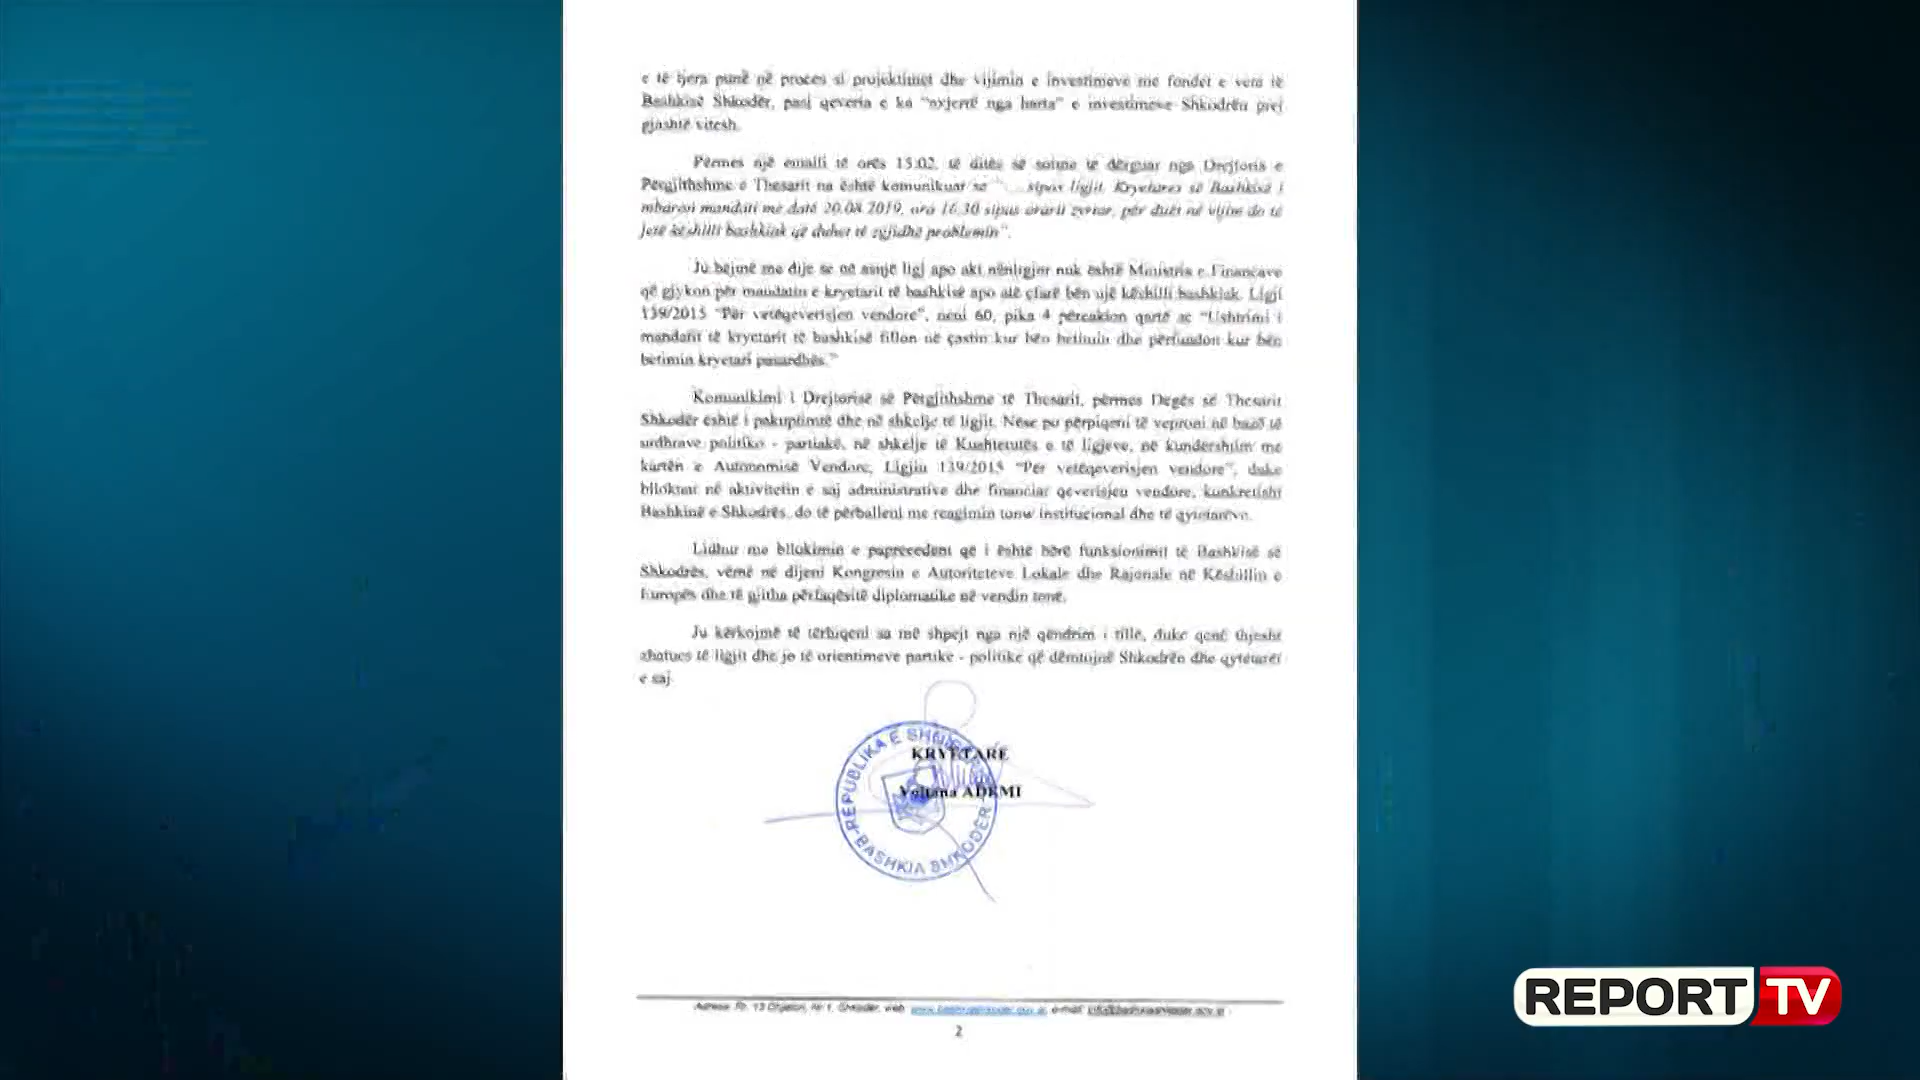 e të tjera punë në proces si projektimet dhe vijimin e investimeve me fondet e veta të
Bashkisë Shkodër, pasi qeveria e ka "nxjerrë nga harta" e investimeve Shkodrën prej
gjashtë vitesh.
Përmes një emaili të orës 15:02, të ditës së sotme të dërguar nga Drejtoria e
Përgjithshme e Thesarit na është komunikuar se "... sipas ligjit, Kryetares së Bashkisë i
mbaron mandati me datë 20.08.2019, ora 16.30 sipas orarit zyrtar, për ditët në vijim do të
jetë këshilli bashkiak që duhet të zgjidhë problemin".
Ju bëjmë me dije se në asnjë ligj apo akt nënligjor nuk është Ministria e Financave
që gjykon për mandatin e kryetarit të bashkisë apo atë çfarë bën një këshilli bashkiak. Ligji
139/2015 "Për vetëqeverisjen vendore", neni 60, pika 4 përcakton qartë se "Ushtrimi i
mandatit të kryetarit të bashkisë fillon në çastin kur bën betimin dhe përfundon kur bën
betimin kryetari pasardhës."
Komunikimi i Drejtorisë së Përgjithshme të Thesarit, përmes Degës së Thesarit
Shkodër është i pakuptimtë dhe në shkelje të ligjit. Nëse po përpiqeni të veproni në bazë të
urdhrave politiko - partiakë, në shkelje të Kushtetutës e të ligjeve, në kundërshtim me
kartën e Autonomisë Vendore, Ligjin 139/2015 "Për vetëqeverisjen vendore", duke
bllokuar në aktivitetin e saj administrative dhe financiar qeverisjen vendore, konkretisht
Bashkinë e Shkodrës, do të përballeni me reagimin tonw institucional dhe të qytetarëve.
Lidhur me bllokimin e paprecedent që i është bërë funksionimit të Bashkisë së
Shkodrës, vëmë në dijeni Kongresin e Autoriteteve Lokale dhe Rajonale në Këshillin e
Europës dhe të gjitha përfaqësitë diplomatike në vendin tonë.
Ju kërkojmë të tërhiqeni sa më shpejt nga një qëndrim i tillë, duke qenë thjesht
zbatues të ligjit dhe jo të orientimeve partike - politike që dëmtojnë Shkodrën dhe qytetarët
e saj.
REPUBLIKA E SHQIPËRISË
KRYETARE
Voltana ADEMI
BASHKIA SHKODËR
Adresa: Rr. 13 Dhjetori, Nr 1, Shkodër, web
2
REPORT TV